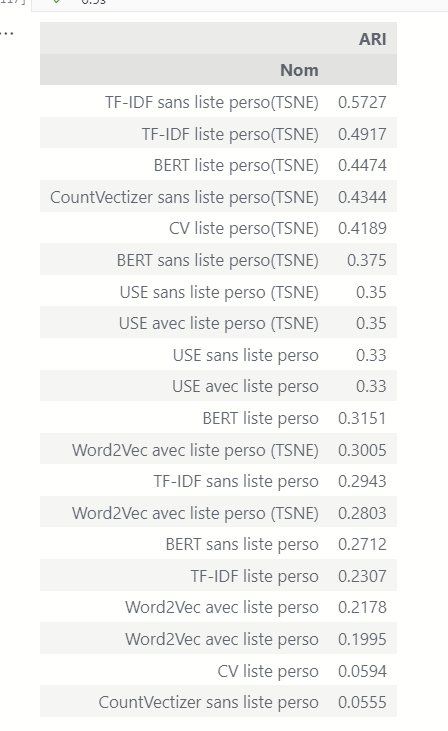 ARI
Nom
TF-IDF sans liste perso(TSNE) 0.5727
TF-IDF liste perso(TSNE) 0.4917
BERT liste perso(TSNE) 0.4474
CountVectizer sans liste perso(TSNE) 0.4344
CV liste perso(TSNE) 0.4189
BERT sans liste perso(TSNE) 0.375
USE sans liste perso (TSNE) 0.35
USE avec liste perso (TSNE) 0.35
USE sans liste perso 0.33
USE avec liste perso 0.33
BERT liste perso 0.3151
Word2Vec avec liste perso (TSNE) 0.3005
TF-IDF sans liste perso 0.2943
Word2Vec avec liste perso (TSNE) 0.2803
BERT sans liste perso 0.2712
TF-IDF liste perso 0.2307
Word2Vec avec liste perso 0.2178
Word2Vec avec liste perso 0.1995
CV liste perso 0.0594
CountVectizer sans liste perso 0.0555